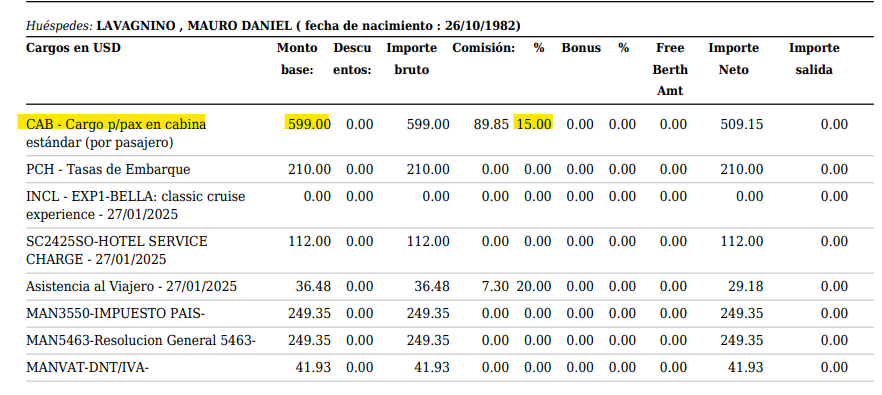 Huéspedes: LAVAGNINO , MAURO DANIEL ( fecha de nacimiento : 26/10/1982)
Cargos en USD Monto base: Descu entos: Importe bruto Comisión: % Bonus % Free Berth Amt Importe Neto Importe salida
CAB - Cargo p/pax en cabina estándar (por pasajero) 599.00 0.00 599.00 89.85 15.00 0.00 0.00 0.00 509.15 0.00
PCH - Tasas de Embarque 210.00 0.00 210.00 0.00 0.00 0.00 0.00 0.00 210.00 0.00
INCL - EXP1-BELLA: classic cruise experience - 27/01/2025 0.00 0.00 0.00 0.00 0.00 0.00 0.00 0.00 0.00 0.00
SC2425SO-HOTEL SERVICE CHARGE - 27/01/2025 112.00 0.00 112.00 0.00 0.00 0.00 0.00 0.00 112.00 0.00
Asistencia al Viajero - 27/01/2025 36.48 0.00 36.48 7.30 20.00 0.00 0.00 0.00 29.18 0.00
MAN3550-IMPUESTO PAIS- 249.35 0.00 249.35 0.00 0.00 0.00 0.00 0.00 249.35 0.00
MAN5463-Resolucion General 5463- 249.35 0.00 249.35 0.00 0.00 0.00 0.00 0.00 249.35 0.00
MANVAT-DNT/IVA- 41.93 0.00 41.93 0.00 0.00 0.00 0.00 0.00 41.93 0.00